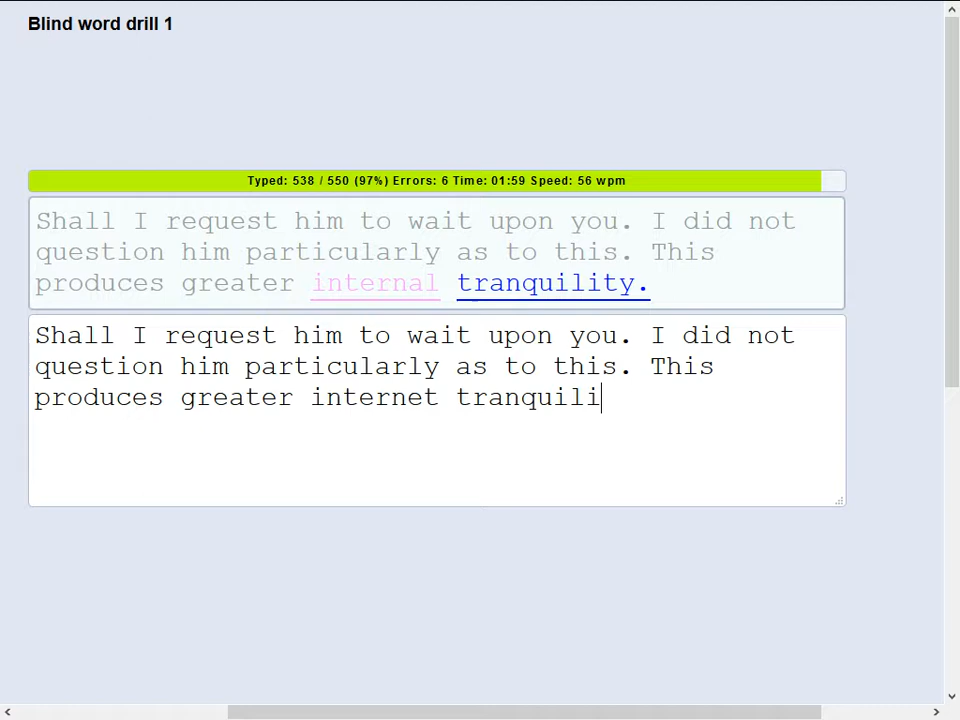 Blind word drill 1
Typed: 538 / 550 (97%) Errors: 6 Time: 01:59 Speed: 56 wpm
Shall I request him to wait upon you. I did not
question him particularly as to this. This
produces greater internal tranquility.
Shall I request him to wait upon you. I did not
question him particularly as to this. This
produces greater internet tranquili